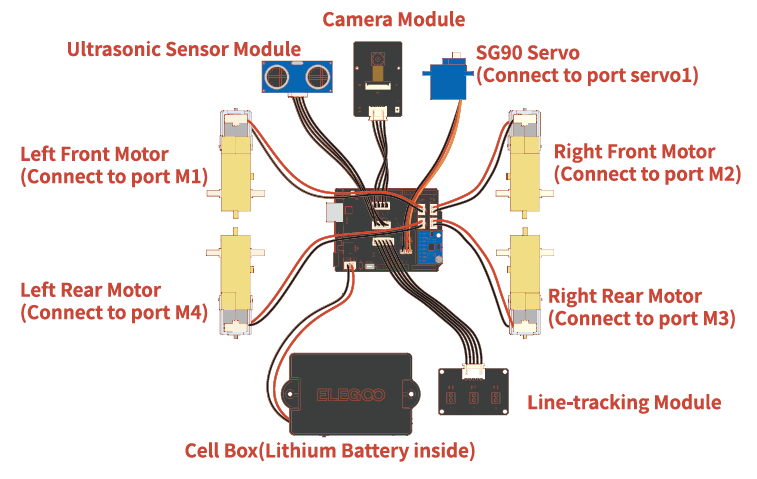 Camera Module
Ultrasonic Sensor Module
SG90 Servo
(Connect to port servo1)
Left Front Motor
(Connect to port M1)
Right Front Motor
(Connect to port M2)
Left Rear Motor
(Connect to port M4)
Right Rear Motor
(Connect to port M3)
ELEGOO
Line-tracking Module
Cell Box(Lithium Battery inside)